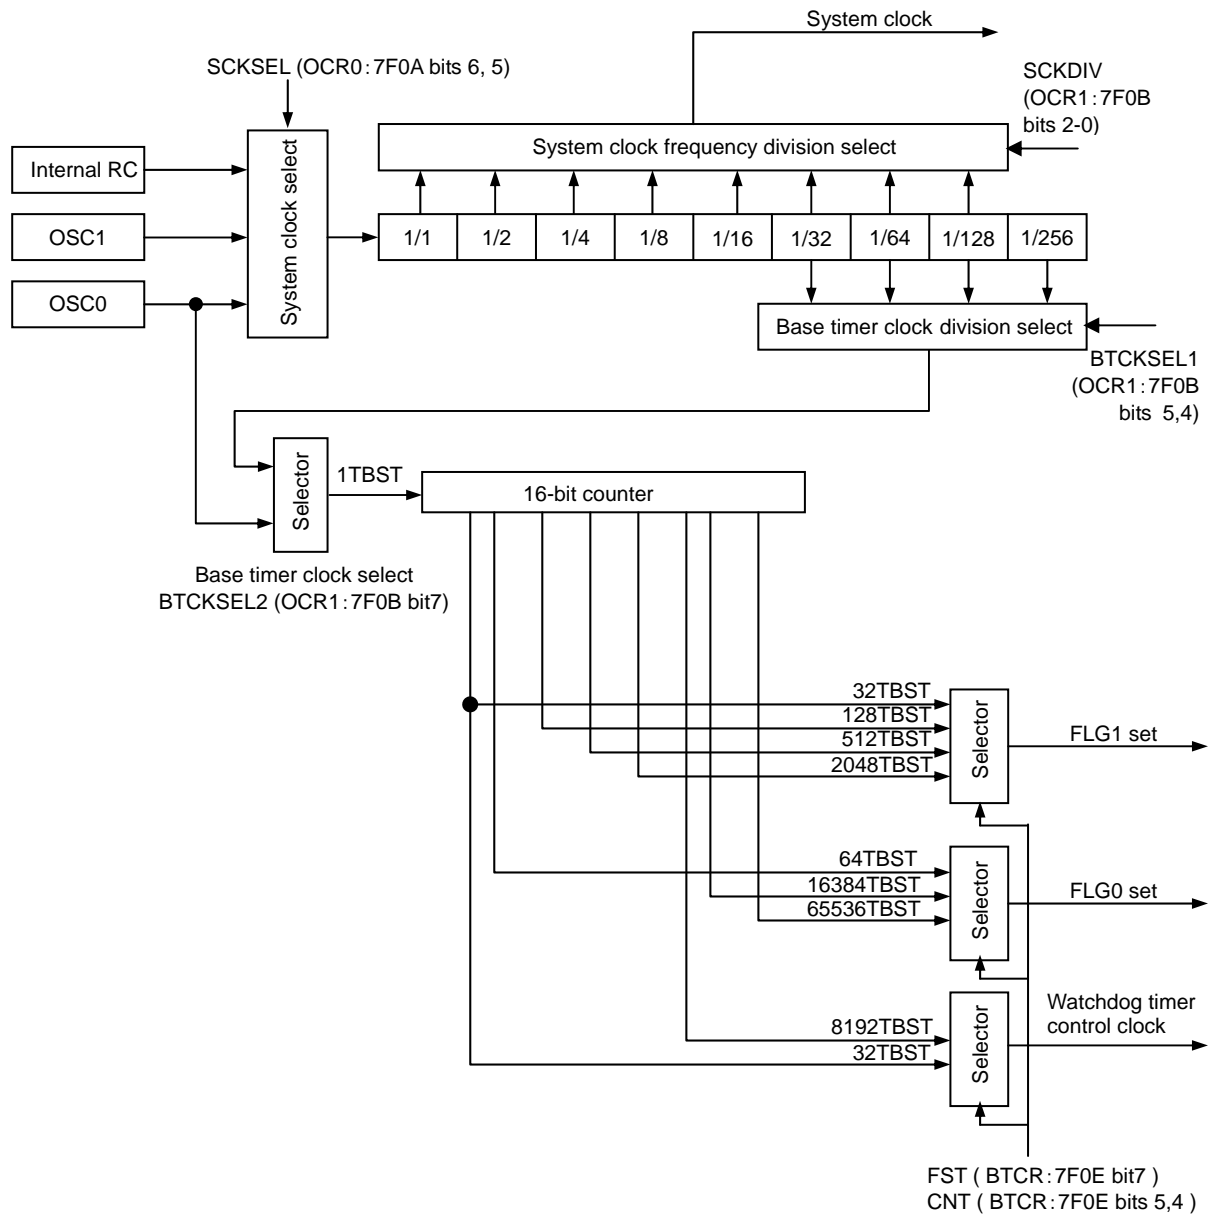 System clock
SCKSEL (OCR0:7F0A bits 6, 5)
SCKDIV
(OCR1:7F0B
bits 2-0)
System clock select
System clock frequency division select
Internal RC
OSC1
OSC0
1/1 1/2 1/4 1/8 1/16 1/32 1/64 1/128 1/256
Base timer clock division select
BTCKSEL1
(OCR1:7F0B
bits 5,4)
Selector
1TBST
16-bit counter
Base timer clock select
BTCKSEL2 (OCR1:7F0B bit7)
32TBST
128TBST
512TBST
2048TBST
Selector
FLG1 set
64TBST
16384TBST
65536TBST
Selector
FLG0 set
8192TBST
32TBST
Selector
Watchdog timer
control clock
FST ( BTCR:7F0E bit7 )
CNT ( BTCR:7F0E bits 5,4 )